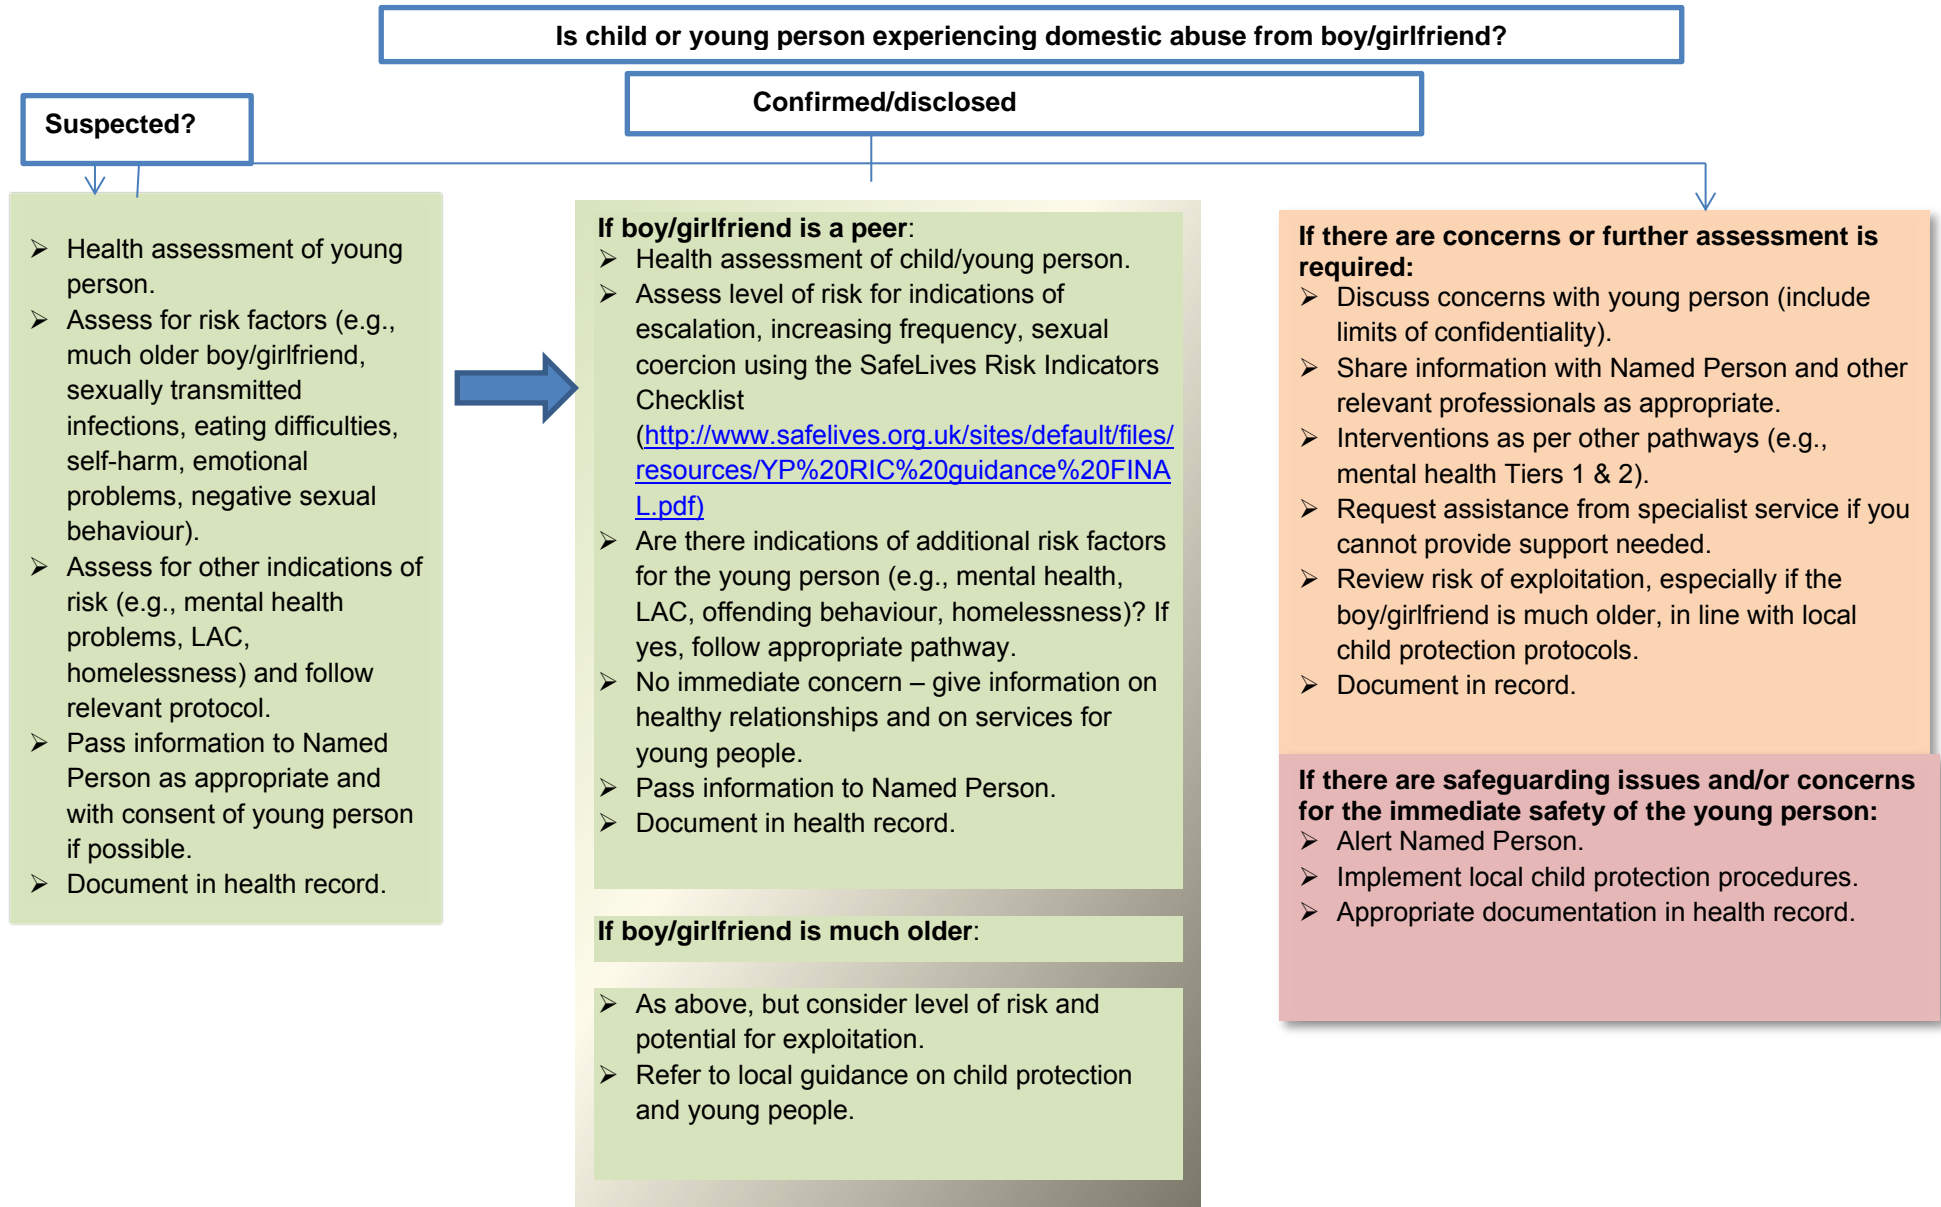 Is child or young person experiencing domestic abuse from boy/girlfriend?
Confirmed/disclosed
Suspected?
➢ Health assessment of young
person.
➢ Assess for risk factors (e.g.,
much older boy/girlfriend,
sexually transmitted
infections, eating difficulties,
self-harm, emotional
problems, negative sexual
behaviour).
➢ Assess for other indications of
risk (e.g., mental health
problems, LAC,
homelessness) and follow
relevant protocol.
➢ Pass information to Named
Person as appropriate and
with consent of young person
if possible.
➢ Document in health record.
If boy/girlfriend is a peer:
➢ Health assessment of child/young person.
➢ Assess level of risk for indications of
escalation, increasing frequency, sexual
coercion using the SafeLives Risk Indicators
Checklist
(http://www.safelives.org.uk/sites/default/files/
resources/YP%20RIC%20guidance%20FINA
L.pdf)
➢ Are there indications of additional risk factors
for the young person (e.g., mental health,
LAC, offending behaviour, homelessness)? If
yes, follow appropriate pathway.
➢ No immediate concern – give information on
healthy relationships and on services for
young people.
➢ Pass information to Named Person.
➢ Document in health record.
If boy/girlfriend is much older:
➢ As above, but consider level of risk and
potential for exploitation.
➢ Refer to local guidance on child protection
and young people.
If there are concerns or further assessment is
required:
➢ Discuss concerns with young person (include
limits of confidentiality).
➢ Share information with Named Person and other
relevant professionals as appropriate.
➢ Interventions as per other pathways (e.g.,
mental health Tiers 1 & 2).
➢ Request assistance from specialist service if you
cannot provide support needed.
➢ Review risk of exploitation, especially if the
boy/girlfriend is much older, in line with local
child protection protocols.
➢ Document in record.
If there are safeguarding issues and/or concerns
for the immediate safety of the young person:
➢ Alert Named Person.
➢ Implement local child protection procedures.
➢ Appropriate documentation in health record.